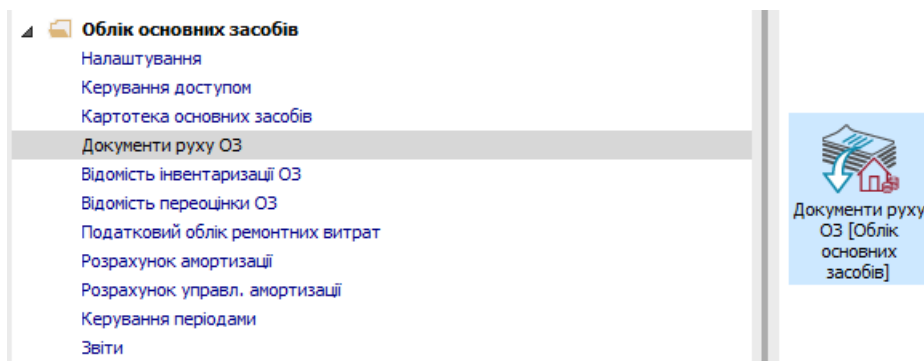 Облік основних засобів
Налаштування
Керування доступом
Картотека основних засобів
Документи руху ОЗ
Відомість інвентаризації ОЗ
Відомість переоцінки ОЗ
Податковий облік ремонтних витрат
Розрахунок амортизації
Розрахунок управл. амортизації
Керування періодами
Звіти
Документи руху
ОЗ [Облік
основних
засобів]